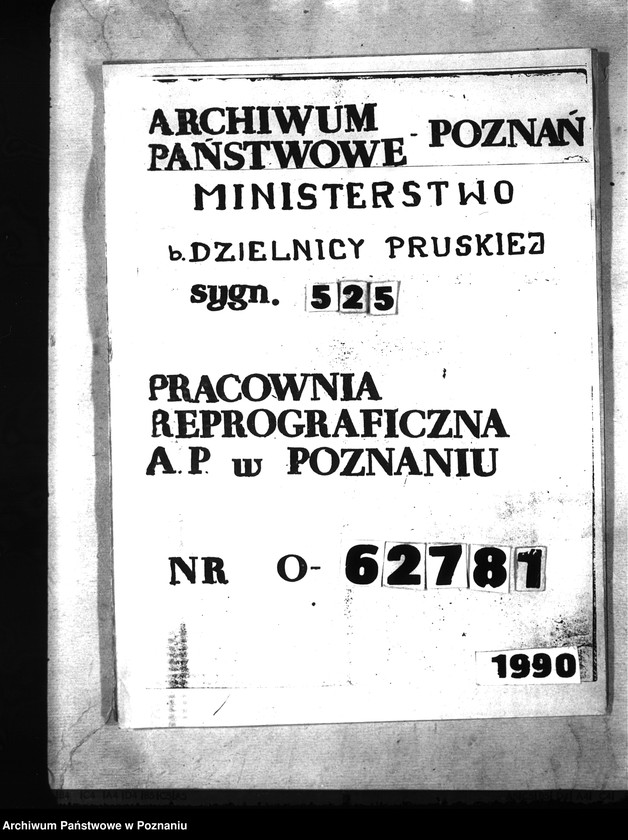 ARCHIWUM
PAŃSTWOWE - POZNAŃ
MINISTERSTWO
b. DZIELNICY PRUSKIEJ
sygn. 525
PRACOWNIA
REPROGRAFICZNA
A. P. w POZNANIU
NR O- 62781
1990
Archiwum Państwowe w Poznaniu